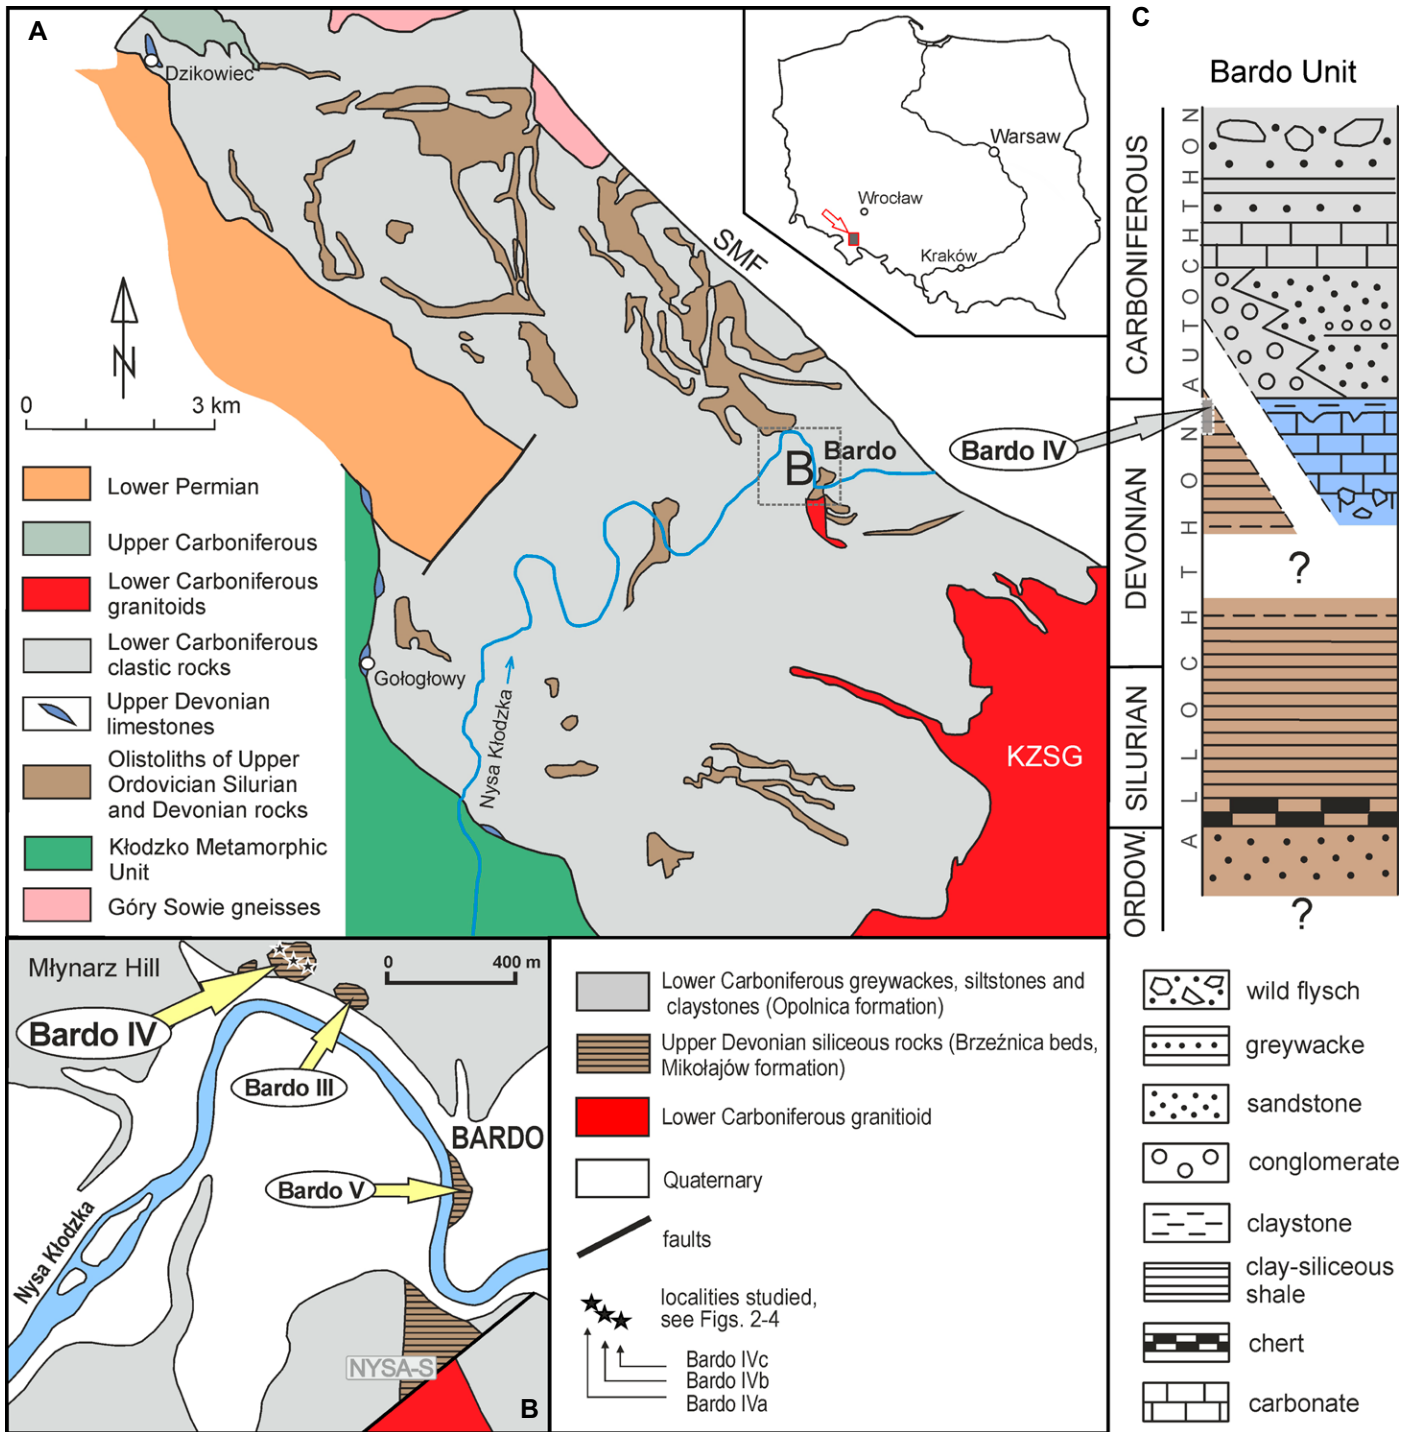 A
Dzikowiec
SMF
Warsaw
Wrocław
Kraków
N
0 3 km
Bardo
B
Lower Permian
Upper Carboniferous
Lower Carboniferous
granitoids
Lower Carboniferous
clastic rocks
Upper Devonian
limestones
Olistoliths of Upper
Ordovician Silurian
and Devonian rocks
Kłodzko Metamorphic
Unit
Góry Sowie gneisses
Gołogłowy
Nysa Kłodzka
KZSG
C
Bardo Unit
CARBONIFEROUS
DEVONIAN
SILURIAN
ORDOW.
AUTOCHTHON
ALLOCHTHON
Bardo IV
?
?
wild flysch
greywacke
sandstone
conglomerate
claystone
clay-siliceous
shale
chert
carbonate
Młynarz Hill
0 400 m
Bardo IV
Bardo III
BARDO
Bardo V
Nysa Kłodzka
NYSA-S
B
Lower Carboniferous greywackes, siltstones and
claystones (Opolnica formation)
Upper Devonian siliceous rocks (Brzeźnica beds,
Mikołajów formation)
Lower Carboniferous granitioid
Quaternary
faults
localities studied,
see Figs. 2-4
Bardo IVc
Bardo IVb
Bardo IVa